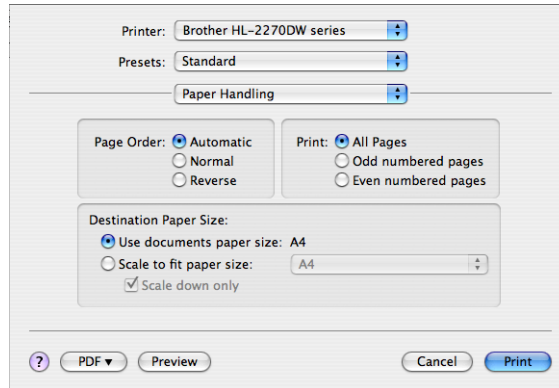 Printer: Brother HL-2270DW series
Presets: Standard
Paper Handling
Page Order: Automatic
Normal
Reverse
Print: All Pages
Odd numbered pages
Even numbered pages
Destination Paper Size:
Use documents paper size: A4
Scale to fit paper size: A4
Scale down only
? PDF Preview Cancel Print